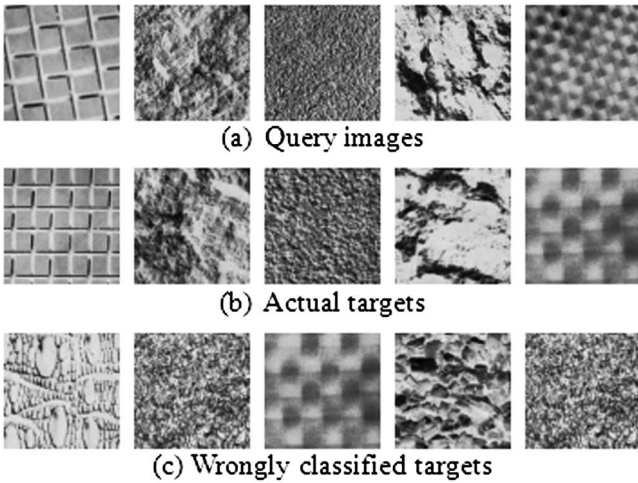 (a) Query images
(b) Actual targets
(c) Wrongly classified targets